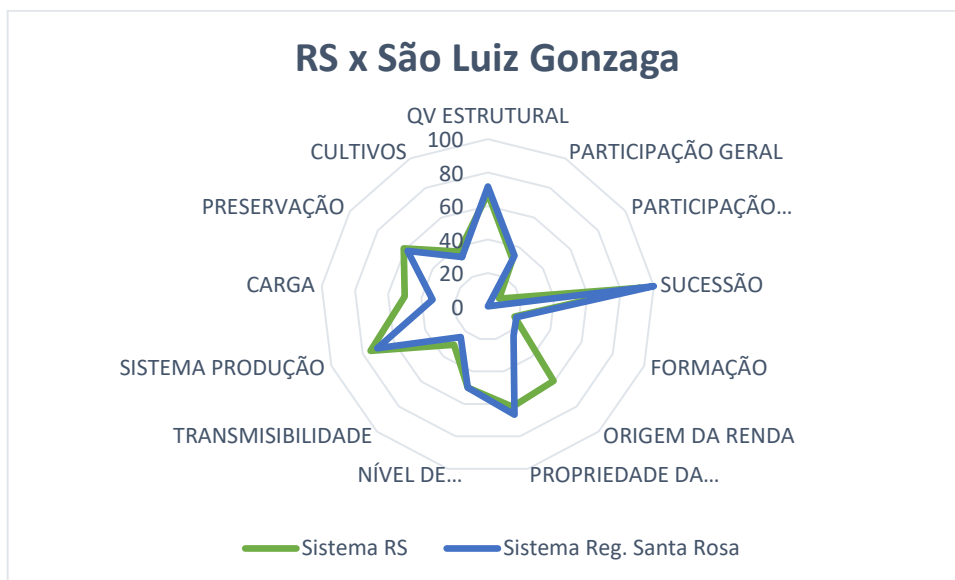 RS x São Luiz Gonzaga
QV ESTRUTURAL
100
CULTIVOS
PARTICIPAÇÃO GERAL
80
PRESERVAÇÃO
60
PARTICIPAÇÃO...
40
20
CARGA
SUCESSÃO
0
SISTEMA PRODUÇÃO
FORMAÇÃO
TRANSMISIBILIDADE
ORIGEM DA RENDA
NÍVEL DE...
PROPRIEDADE DA...
Sistema RS
Sistema Reg. Santa Rosa